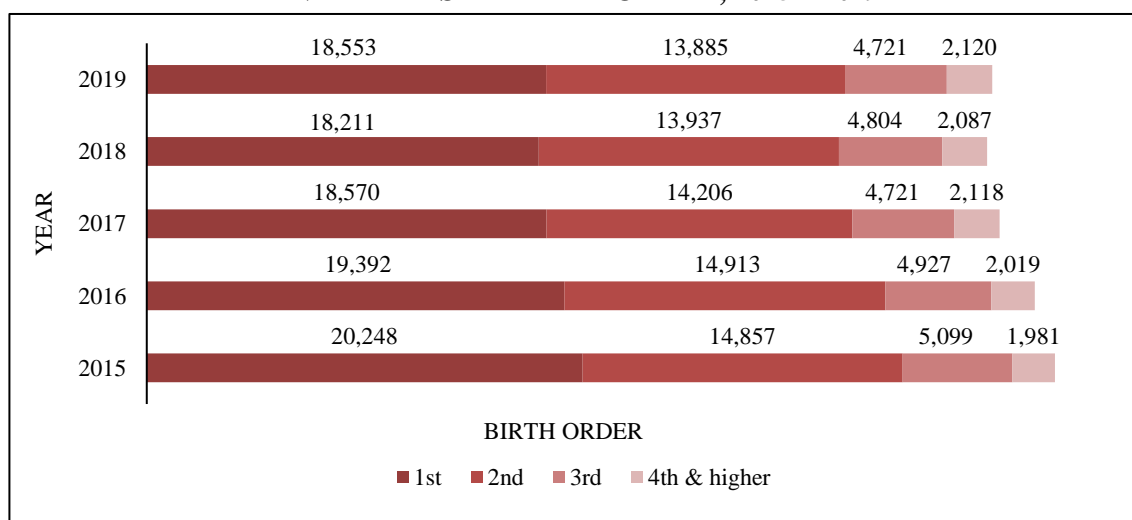 18,553 13,885 4,721 2,120
2019
18,211 13,937 4,804 2,087
2018
18,570 14,206 4,721 2,118
2017
YEAR
19,392 14,913 4,927 2,019
2016
20,248 14,857 5,099 1,981
2015
BIRTH ORDER
1st 2nd 3rd 4th & higher